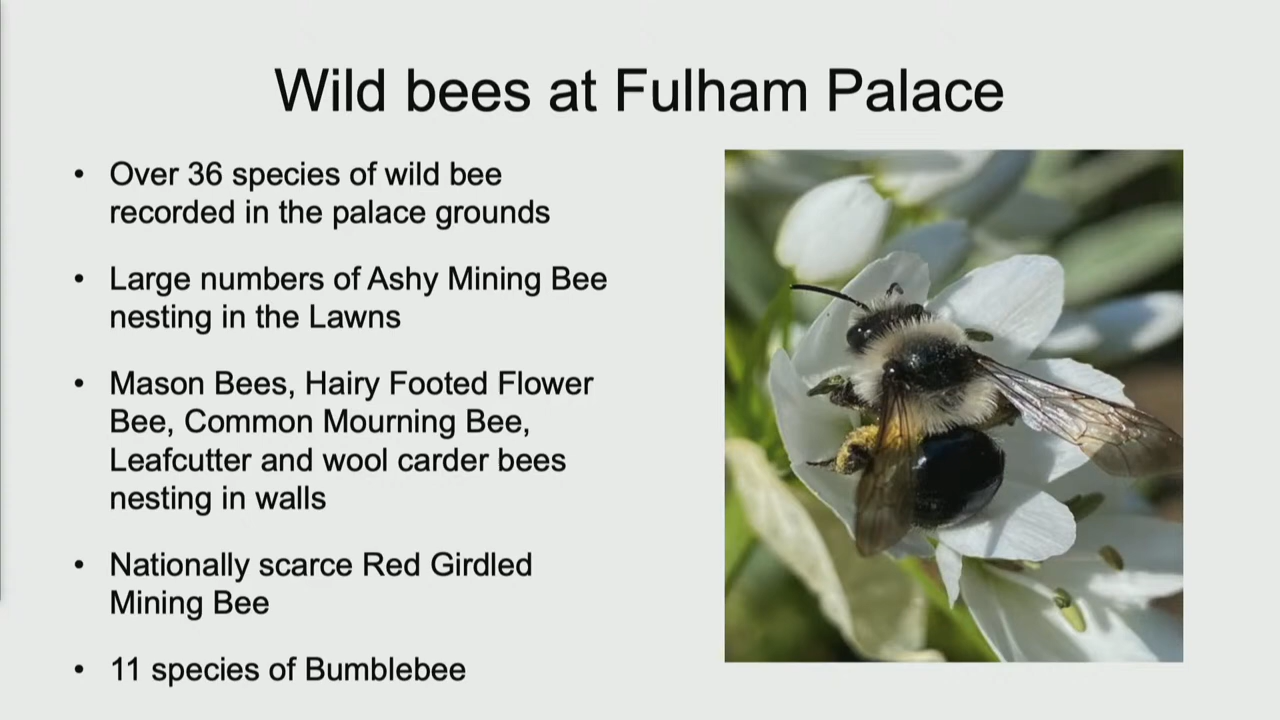 Wild bees at Fulham Palace
• Over 36 species of wild bee
recorded in the palace grounds
• Large numbers of Ashy Mining Bee
nesting in the Lawns
• Mason Bees, Hairy Footed Flower
Bee, Common Mourning Bee,
Leafcutter and wool carder bees
nesting in walls
• Nationally scarce Red Girdled
Mining Bee
• 11 species of Bumblebee